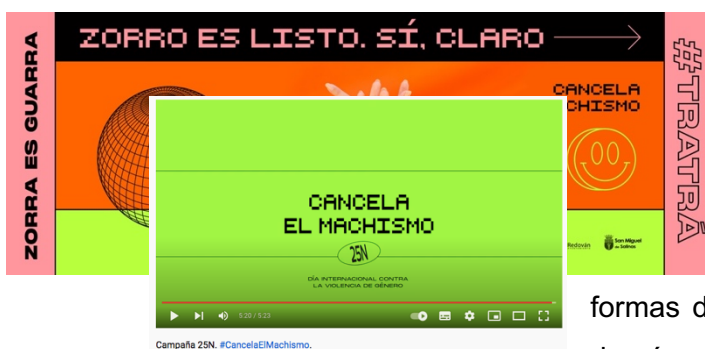 ZORRA ES GUARRA
ZORRO ES LISTO. SÍ, CLARO
#TRATRÁ
CANCELA
CHISMO
Redován
San Miguel
de Salinas
CANCELA
EL MACHISMO
25N
DÍA INTERNACIONAL CONTRA
LA VIOLENCIA DE GÉNERO
5:20 / 5:23
Campaña 25N. #CancelaElMachismo.
formas d